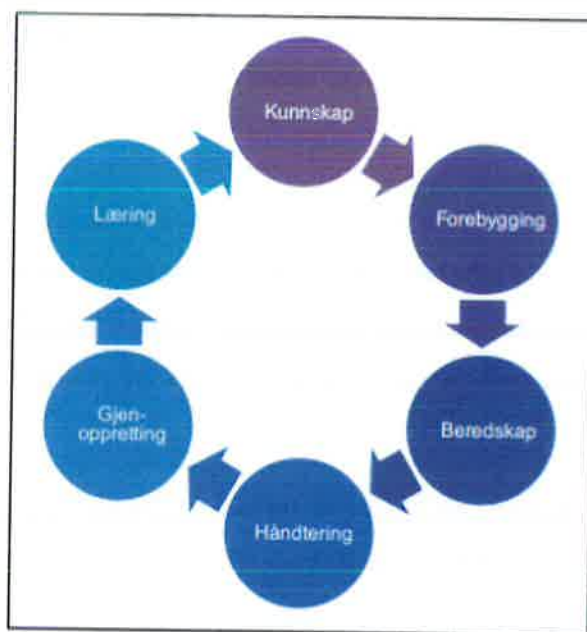 Kunnskap
Forebygging
Beredskap
Håndtering
Gjen-
oppretting
Læring